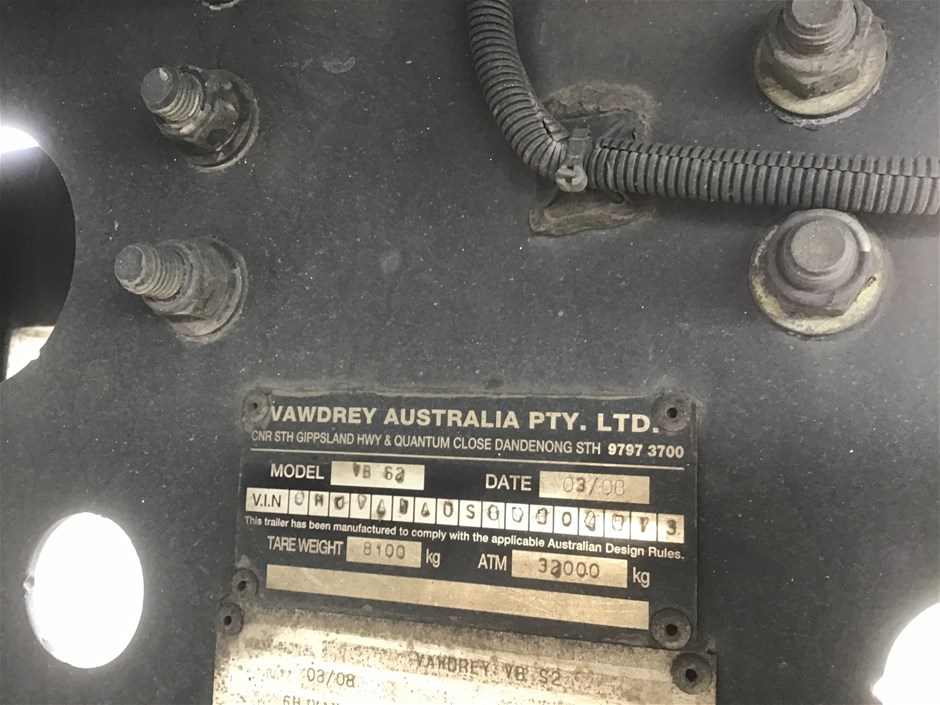 VAWDREY AUSTRALIA PTY. LTD.
CNR STH GIPPSLAND HWY & QUANTUM CLOSE DANDENONG STH 9797 3700
MODEL VB S2 DATE 03/08
V.I.N
This trailer has been manufactured to comply with the applicable Australian Design Rules.
TARE WEIGHT 8100 kg ATM 32000 kg
VAWDREY VB S2
03/08